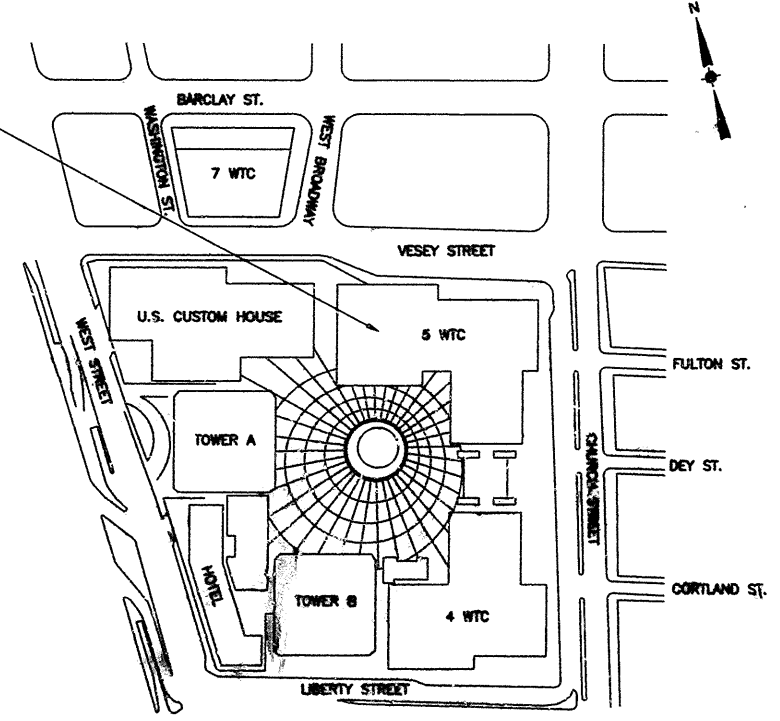 N
BARCLAY ST.
WASHINGTON ST.
WEST BROADWAY
7 WTC
VESEY STREET
U.S. CUSTOM HOUSE
5 WTC
WEST STREET
FULTON ST.
TOWER A
CHURCH STREET
DEY ST.
HOTEL
TOWER B
4 WTC
CORTLAND ST.
LIBERTY STREET